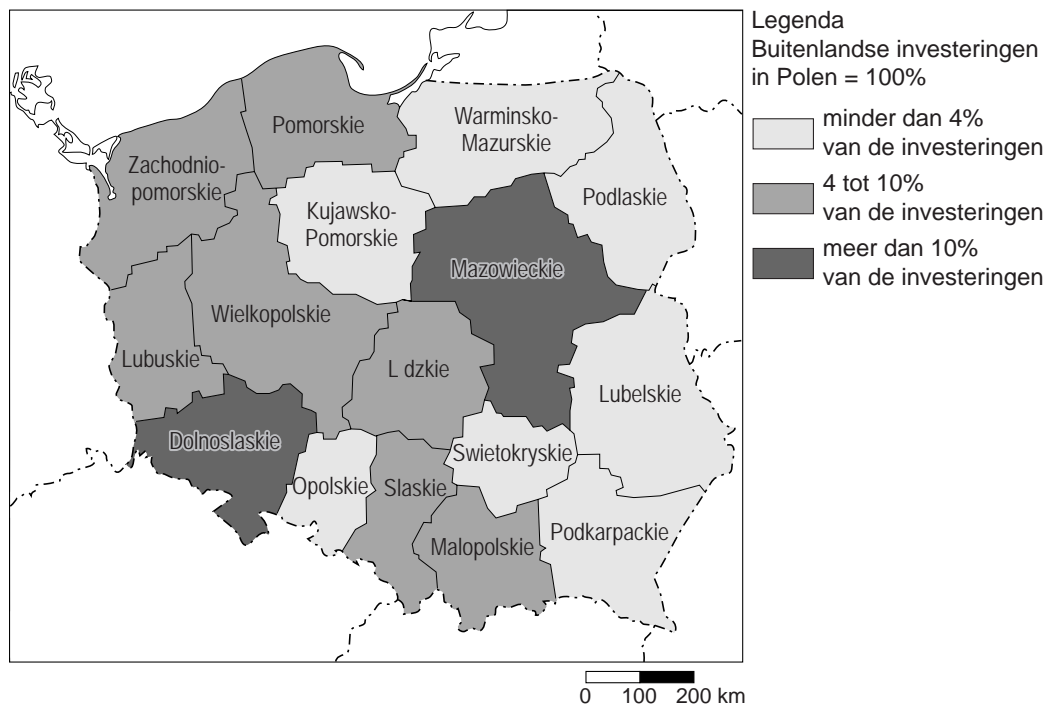 Legenda
Buitenlandse investeringen
in Polen = 100%
minder dan 4%
van de investeringen
4 tot 10%
van de investeringen
meer dan 10%
van de investeringen
Pomorskie
Warminsko-
Mazurskie
Zachodnio-
pomorskie
Podlaskie
Kujawsko-
Pomorskie
Mazowieckie
Wielkopolskie
Lubuskie
L dzkie
Lubelskie
Dolnoslaskie
Swietokryskie
Opolskie
Slaskie
Malopolskie
Podkarpackie
0 100 200 km